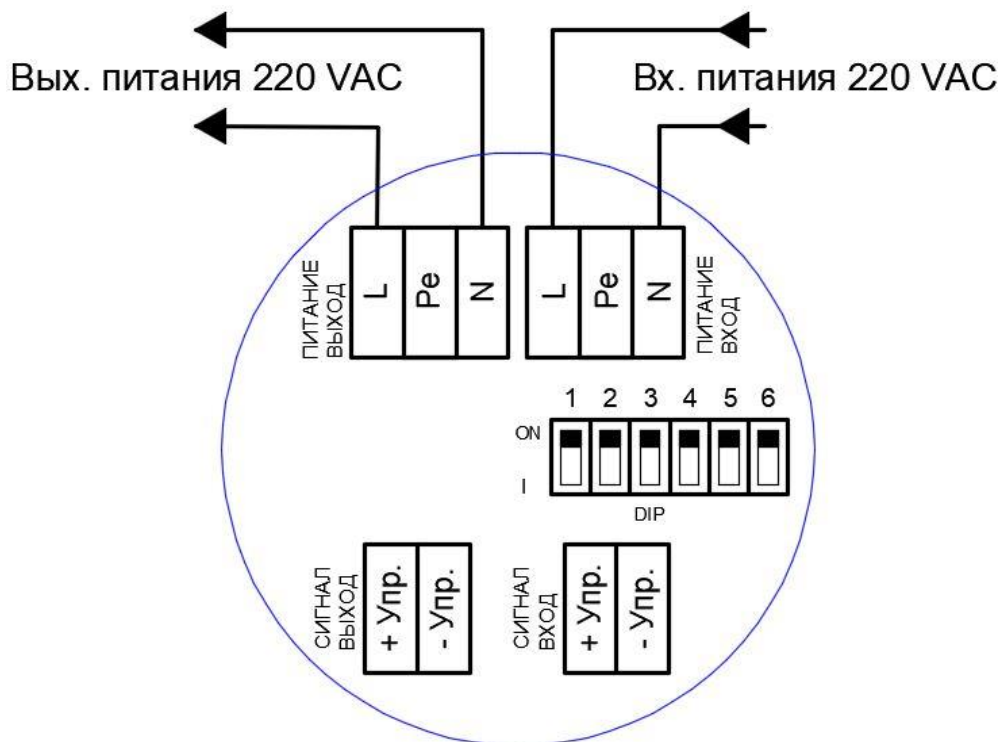 Вых. питания 220 VAC
Вх. питания 220 VAC
ПИТАНИЕ
ВЫХОД
L
Pe
N
L
Pe
N
ПИТАНИЕ
ВХОД
1 2 3 4 5 6
ON
I
DIP
СИГНАЛ
ВЫХОД
+ Упр.
- Упр.
СИГНАЛ
ВХОД
+ Упр.
- Упр.